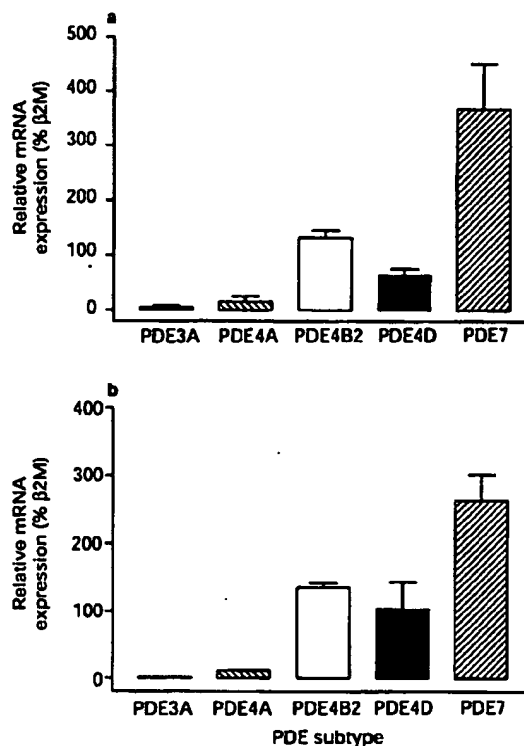 a
Relative mRNA
expression (% β2M)
500
400
300
200
100
0
PDE3A PDE4A PDE4B2 PDE4D PDE7
b
Relative mRNA
expression (% β2M)
400
300
200
100
0
PDE3A PDE4A PDE4B2 PDE4D PDE7
PDE subtype